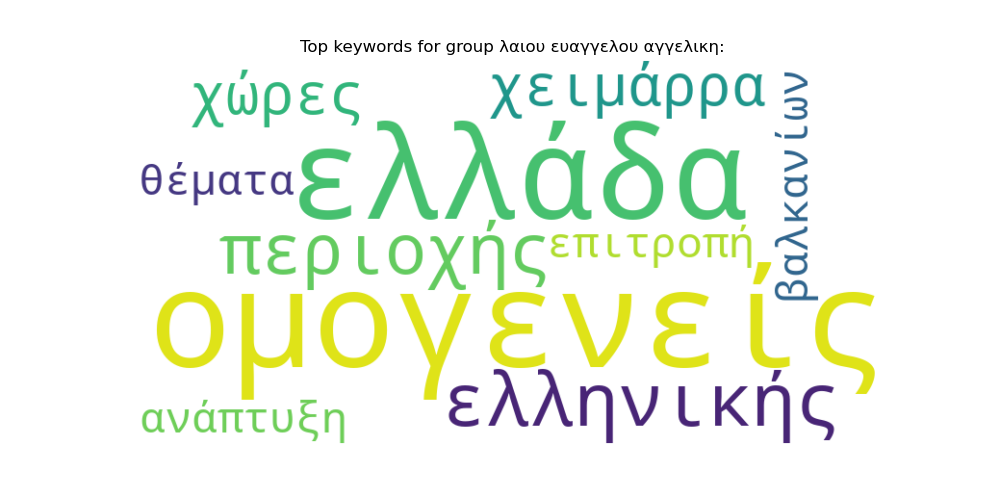 Top keywords for group λαιου ευαγγελου αγγελικη:
χώρες
χειμάρρα
βαλκανίων
θέματα
ελλάδα
περιοχής
επιτροπή
ομογενείς
ελληνικής
ανάπτυξη